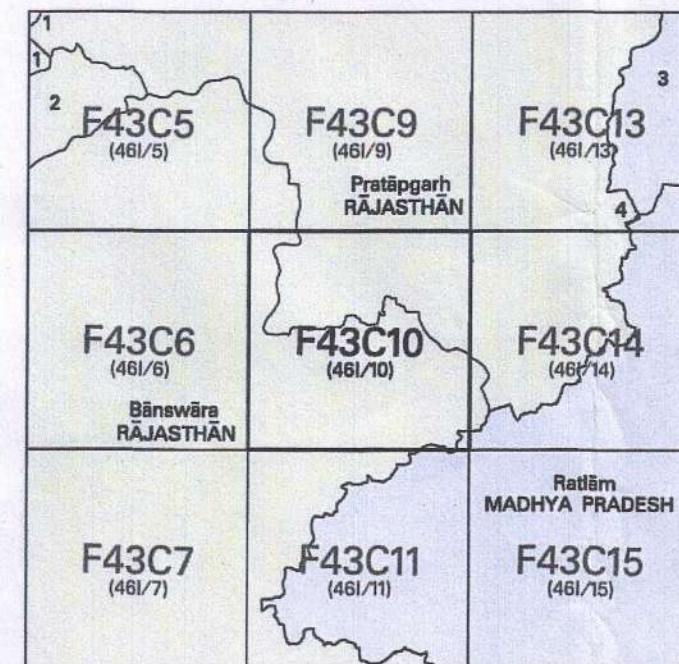 1
1
2
3
F43C5
(46I/5)
F43C9
(46I/9)
F43C13
(46I/13)
Pratāpgarh
RĀJASTHĀN
4
F43C6
(46I/6)
F43C10
(46I/10)
F43C14
(46I/14)
Bānswāra
RĀJASTHĀN
Ratlām
MADHYA PRADESH
F43C7
(46I/7)
F43C11
(46I/11)
F43C15
(46I/15)